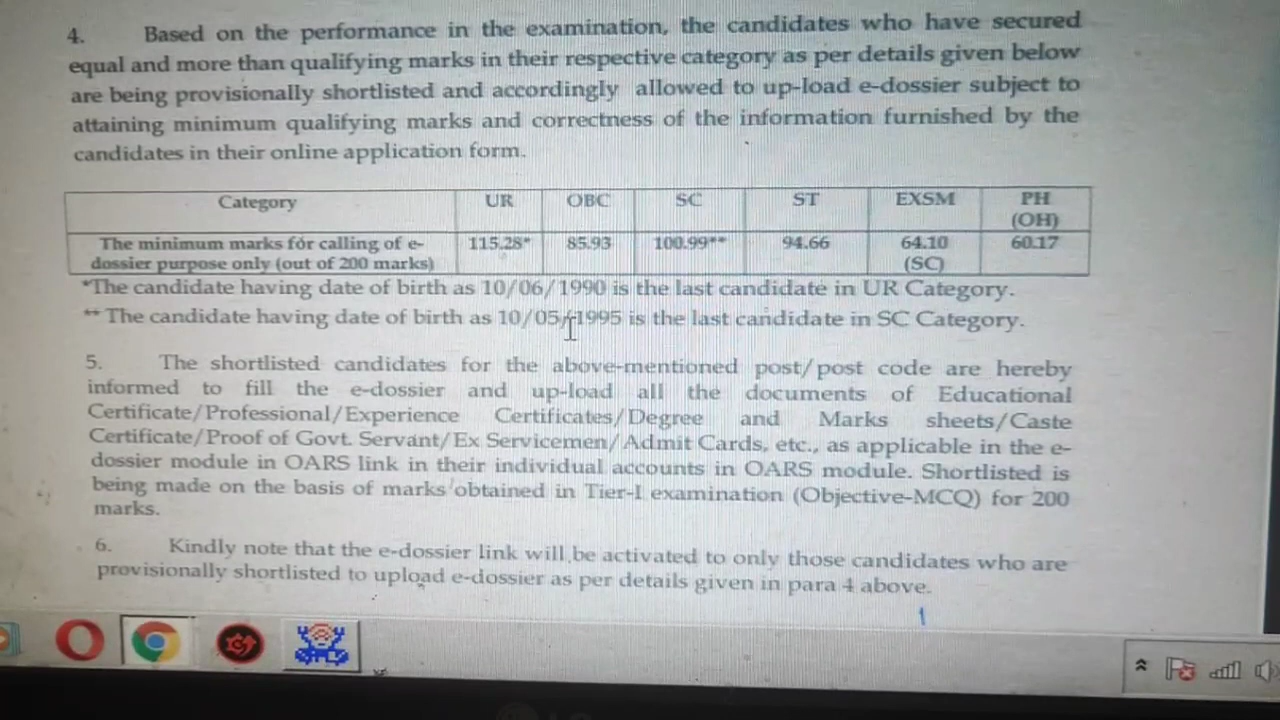 4. Based on the performance in the examination, the candidates who have secured
equal and more than qualifying marks in their respective category as per details given below
are being provisionally shortlisted and accordingly allowed to up-load e-dossier subject to
attaining minimum qualifying marks and correctness of the information furnished by the
candidates in their online application form.
Category UR OBC SC ST EXSM PH
(OH)
The minimum marks for calling of e- 115.28* 85.93 100.99** 94.66 64.10 60.17
dossier purpose only (out of 200 marks) (SC)
*The candidate having date of birth as 10/06/1990 is the last candidate in UR Category.
** The candidate having date of birth as 10/05/1995 is the last candidate in SC Category.
5. The shortlisted candidates for the above-mentioned post/post code are hereby
informed to fill the e-dossier and up-load all the documents of Educational
Certificate/Professional/Experience Certificates/Degree and Marks sheets/Caste
Certificate/Proof of Govt. Servant/Ex Servicemen/Admit Cards, etc., as applicable in the e-
dossier module in OARS link in their individual accounts in OARS module. Shortlisted is
being made on the basis of marks obtained in Tier-I examination (Objective-MCQ) for 200
marks.
6. Kindly note that the e-dossier link will be activated to only those candidates who are
provisionally shortlisted to upload e-dossier as per details given in para 4 above.
1